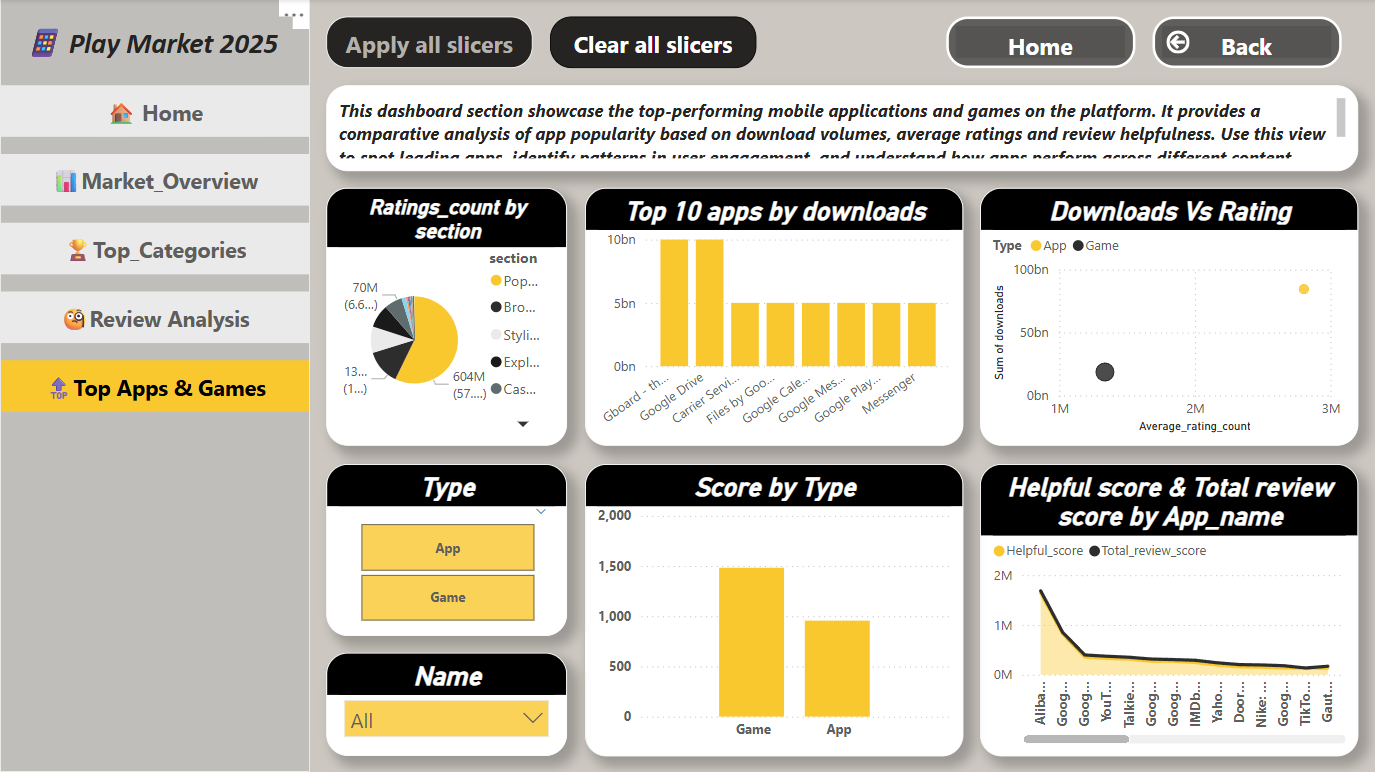 Play Market 2025
Home
Market_Overview
Top_Categories
Review Analysis
TOP
Top Apps & Games
Apply all slicers
Clear all slicers
Home
Back
This dashboard section showcase the top-performing mobile applications and games on the platform. It provides a
comparative analysis of app popularity based on download volumes, average ratings and review helpfulness. Use this view
to spot leading apps, identify patterns in user engagement, and understand how apps perform across different content
Ratings_count by
section
section
Pop...
Bro...
Styli...
Expl...
Cas...
70M
(6.6...)
13...
(1...)
604M
(57....)
Top 10 apps by downloads
10bn
5bn
0bn
Gboard - th...
Google Drive
Carrier Servi...
Files by Goo...
Google Cale...
Google Mes...
Google Play...
Messenger
Downloads Vs Rating
Type
App
Game
Sum of downloads
100bn
50bn
0bn
1M
2M
3M
Average_rating_count
Type
App
Game
Name
All
Score by Type
2,000
1,500
1,000
500
0
Game
App
Helpful score & Total review
score by App_name
Helpful_score
Total_review_score
2M
1M
0M
Aliba...
Goog...
Goog...
YouT...
Talkie...
Goog...
Goog...
IMDb...
Yaho...
Door...
Nike: ...
Goog...
TikTo...
Gaut...